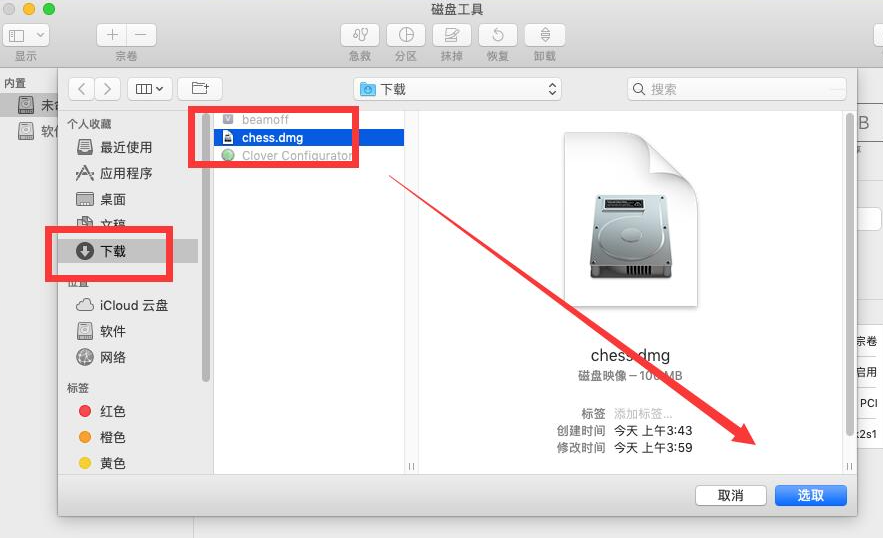 磁盘工具
显示
宗卷
急救
分区
抹掉
恢复
卸载
内置
下载
搜索
个人收藏
最近使用
应用程序
桌面
文稿
下载
位置
iCloud 云盘
软件
网络
标签
红色
橙色
黄色
beamoff
chess.dmg
Clover Configurator
chess.dmg
磁盘映像 – 100 MB
标签 添加标签...
创建时间 今天 上午3:43
修改时间 今天 上午3:59
B
宗卷
启用
PCI
k2s1
取消
选取